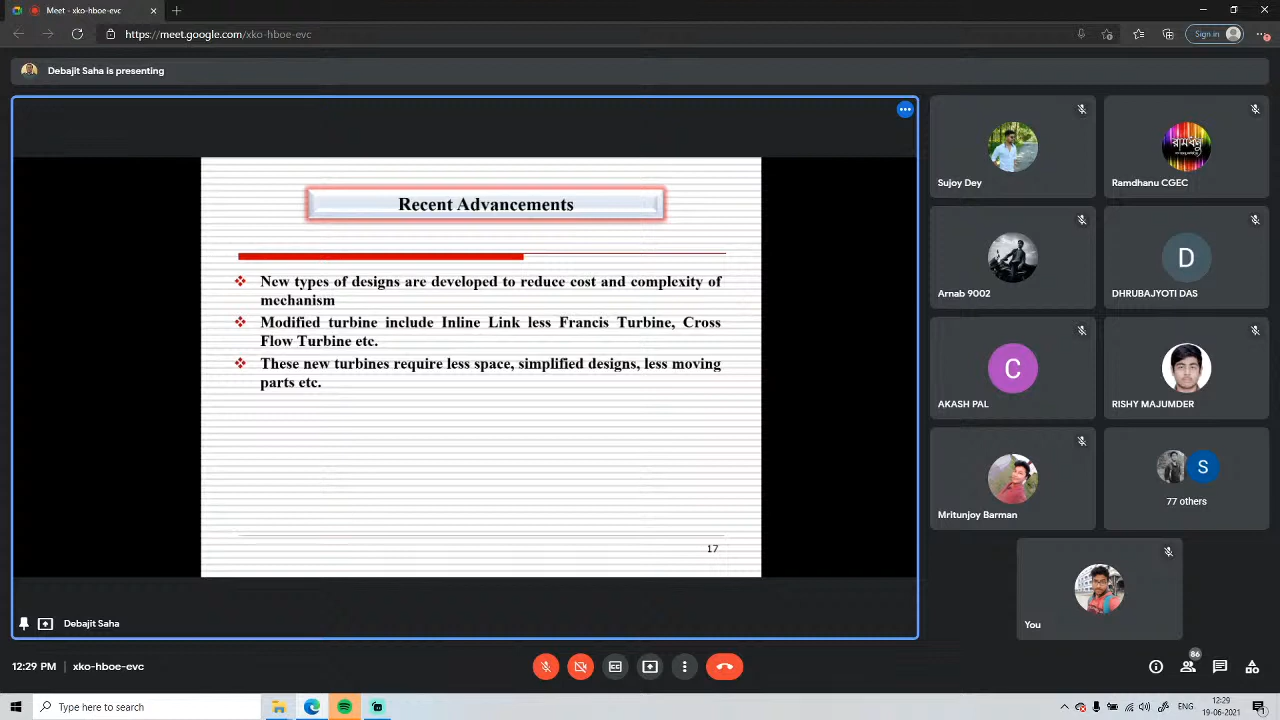 Meet - xko-hboe-evc
https://meet.google.com/xko-hboe-evc
Sign in
Debajit Saha is presenting
Recent Advancements
New types of designs are developed to reduce cost and complexity of
mechanism
Modified turbine include Inline Link less Francis Turbine, Cross
Flow Turbine etc.
These new turbines require less space, simplified designs, less moving
parts etc.
17
Debajit Saha
Sujoy Dey
Ramdhanu CGEC
রামধনু
Arnab 9002
D
DHRUBAJYOTI DAS
C
AKASH PAL
RISHY MAJUMDER
Mritunjoy Barman
S
77 others
You
12:29 PM | xko-hboe-evc
86
Type here to search
ENG
12:29
19-06-2021